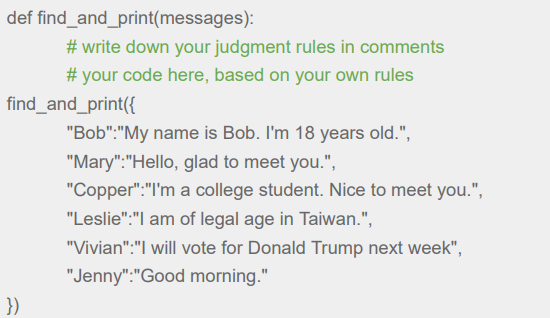 def find_and_print(messages):
# write down your judgment rules in comments
# your code here, based on your own rules
find_and_print({
"Bob":"My name is Bob. I'm 18 years old.",
"Mary":"Hello, glad to meet you.",
"Copper":"I'm a college student. Nice to meet you.",
"Leslie":"I am of legal age in Taiwan.",
"Vivian":"I will vote for Donald Trump next week",
"Jenny":"Good morning."
})